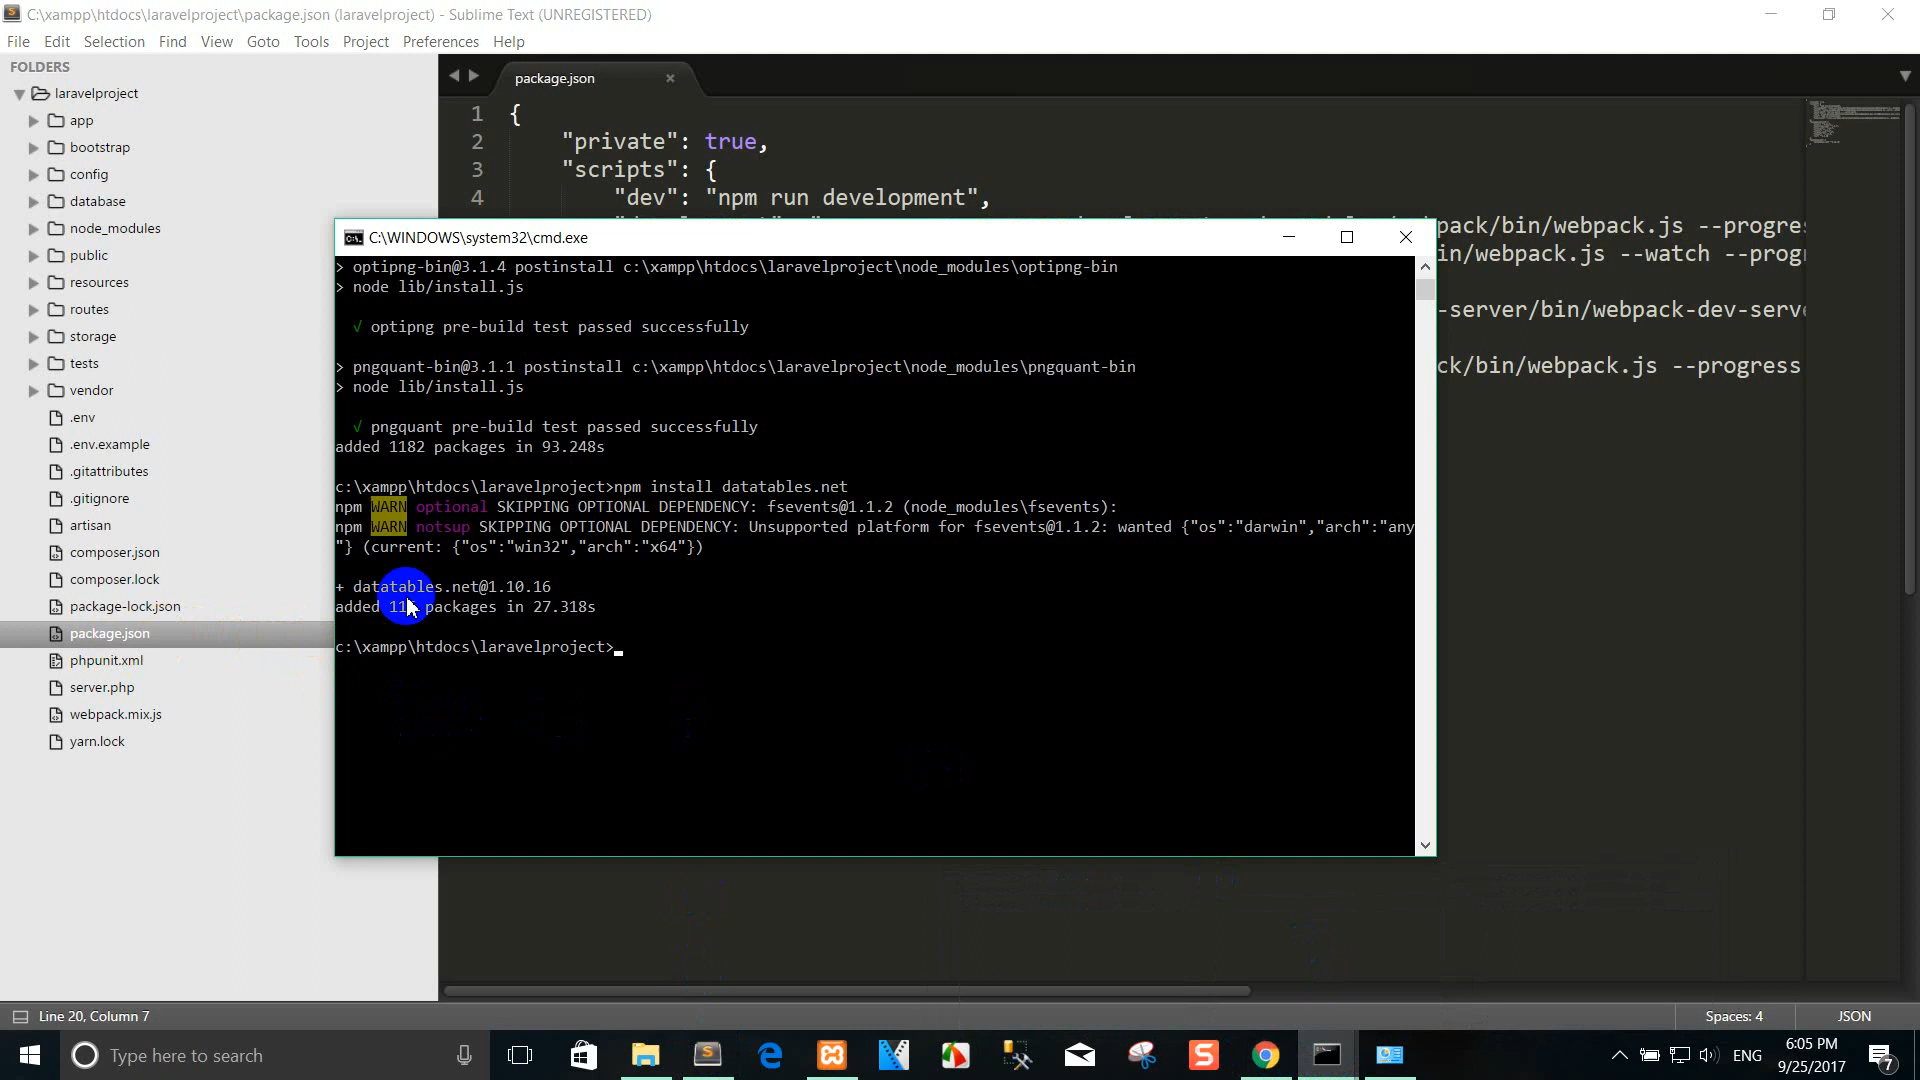 C:\xampp\htdocs\laravelproject\package.json (laravelproject) - Sublime Text (UNREGISTERED)
File Edit Selection Find View Goto Tools Project Preferences Help
FOLDERS
laravelproject
app
bootstrap
config
database
node_modules
public
resources
routes
storage
tests
vendor
.env
.env.example
.gitattributes
.gitignore
artisan
composer.json
composer.lock
package-lock.json
package.json
phpunit.xml
server.php
webpack.mix.js
yarn.lock
package.json
1 {
2 "private": true,
3 "scripts": {
4 "dev": "npm run development",
pack/bin/webpack.js --progres
in/webpack.js --watch --progr
-server/bin/webpack-dev-serve
ck/bin/webpack.js --progress
C:\WINDOWS\system32\cmd.exe
> optipng-bin@3.1.4 postinstall c:\xampp\htdocs\laravelproject\node_modules\optipng-bin
> node lib/install.js
√ optipng pre-build test passed successfully
> pngquant-bin@3.1.1 postinstall c:\xampp\htdocs\laravelproject\node_modules\pngquant-bin
> node lib/install.js
√ pngquant pre-build test passed successfully
added 1182 packages in 93.248s
c:\xampp\htdocs\laravelproject>npm install datatables.net
npm WARN optional SKIPPING OPTIONAL DEPENDENCY: fsevents@1.1.2 (node_modules\fsevents):
npm WARN notsup SKIPPING OPTIONAL DEPENDENCY: Unsupported platform for fsevents@1.1.2: wanted {"os":"darwin","arch":"any
"} (current: {"os":"win32","arch":"x64"})
+ datatables.net@1.10.16
added packages in 27.318s
c:\xampp\htdocs\laravelproject>
Line 20, Column 7
Spaces: 4
JSON
Type here to search
ENG
6:05 PM
9/25/2017
7